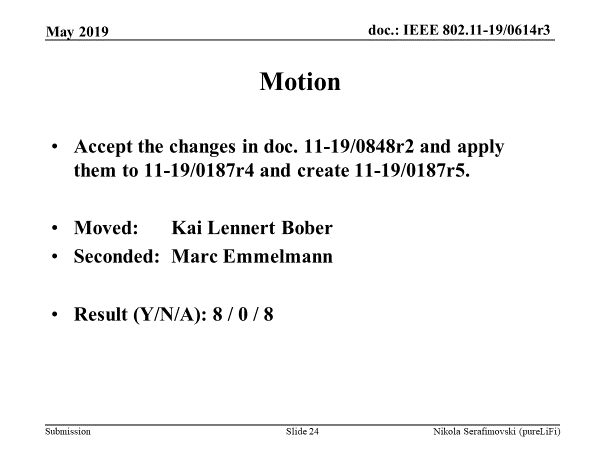 May 2019
doc.: IEEE 802.11-19/0614r3
Motion
• Accept the changes in doc. 11-19/0848r2 and apply
them to 11-19/0187r4 and create 11-19/0187r5.
• Moved: Kai Lennert Bober
• Seconded: Marc Emmelmann
• Result (Y/N/A): 8 / 0 / 8
Submission
Slide 24
Nikola Serafimovski (pureLiFi)